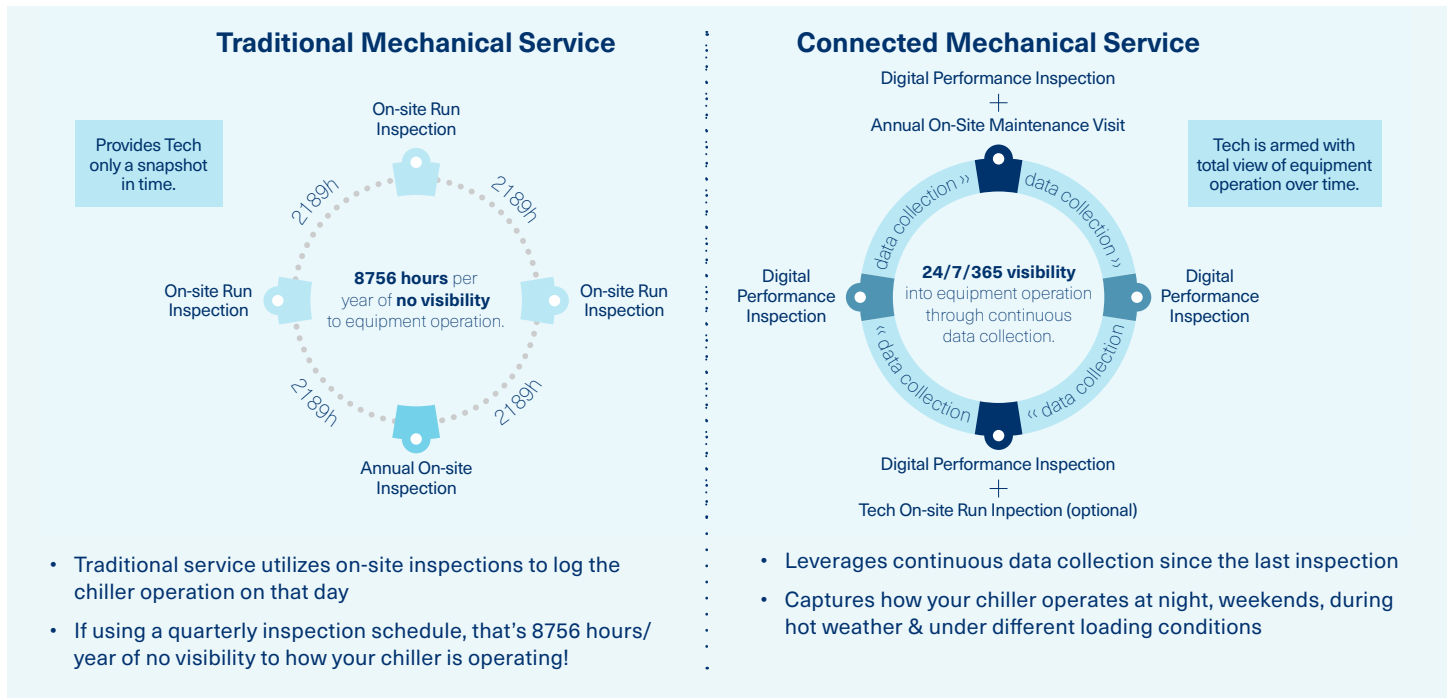 Traditional Mechanical Service
Provides Tech
only a snapshot
in time.
On-site Run
Inspection
2189h
2189h
On-site Run
Inspection
8756 hours per
year of no visibility
to equipment operation.
On-site Run
Inspection
2189h
2189h
Annual On-site
Inspection
• Traditional service utilizes on-site inspections to log the
chiller operation on that day
• If using a quarterly inspection schedule, that's 8756 hours/
year of no visibility to how your chiller is operating!
Connected Mechanical Service
Digital Performance Inspection
+
Annual On-Site Maintenance Visit
Tech is armed with
total view of equipment
operation over time.
data collection ››
data collection ››
Digital
Performance
Inspection
24/7/365 visibility
into equipment operation
through continuous
data collection.
Digital
Performance
Inspection
‹‹ data collection
‹‹ data collection
Digital Performance Inspection
+
Tech On-site Run Inpection (optional)
• Leverages continuous data collection since the last inspection
• Captures how your chiller operates at night, weekends, during
hot weather & under different loading conditions